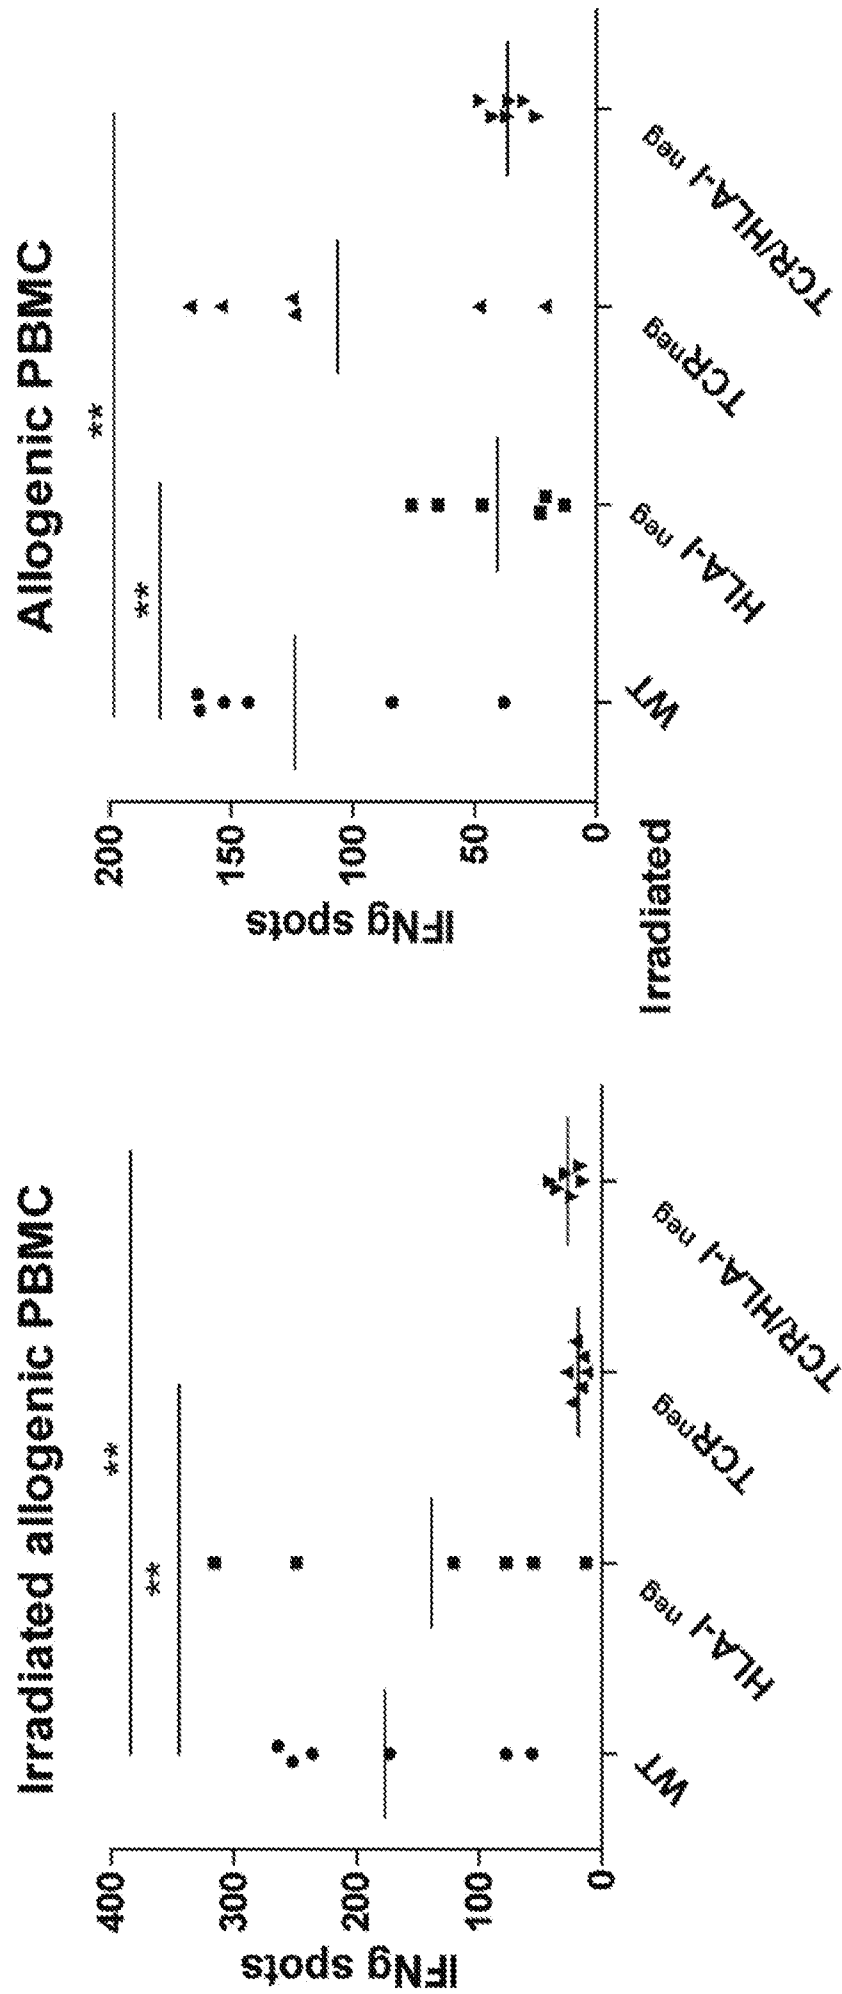 Irradiated allogenic PBMC
**
**
400
300
200
100
0
IFNg spots
WT
HLA-I neg
TCRneg
TCR/HLA-I neg
Allogenic PBMC
**
**
200
150
100
50
0
IFNg spots
Irradiated
WT
HLA-I neg
TCRneg
TCR/HLA-I neg